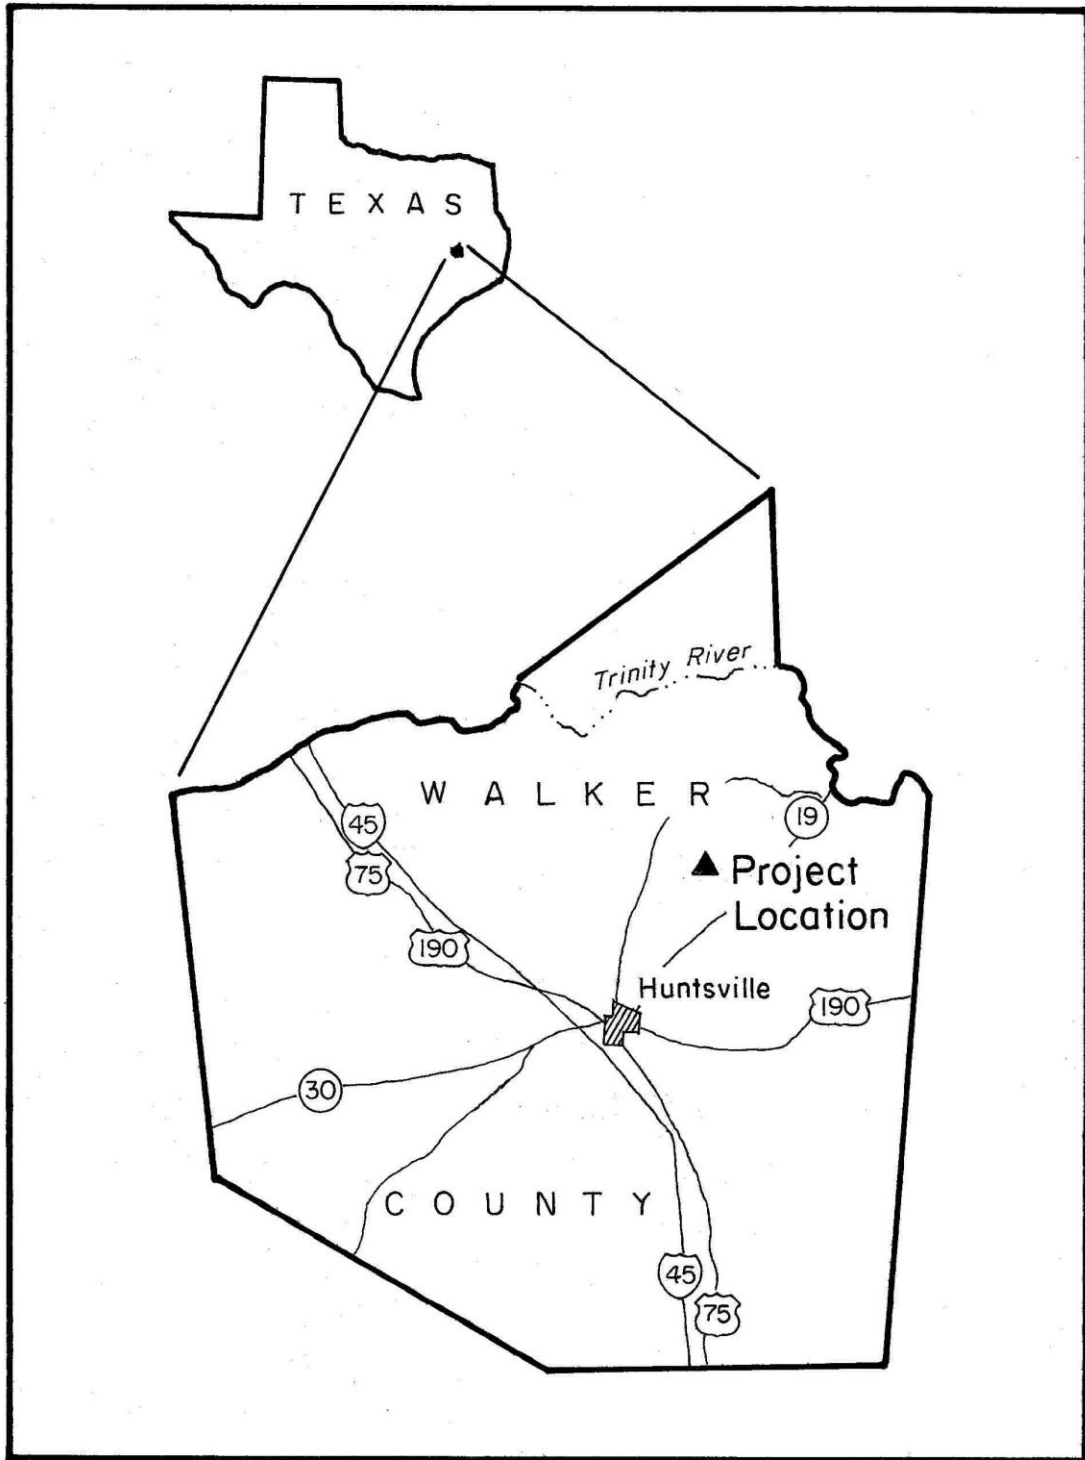 TEXAS
Trinity River
WALKER
19
45
Project
75
Location
190
Huntsville
190
30
COUNTY
45
75